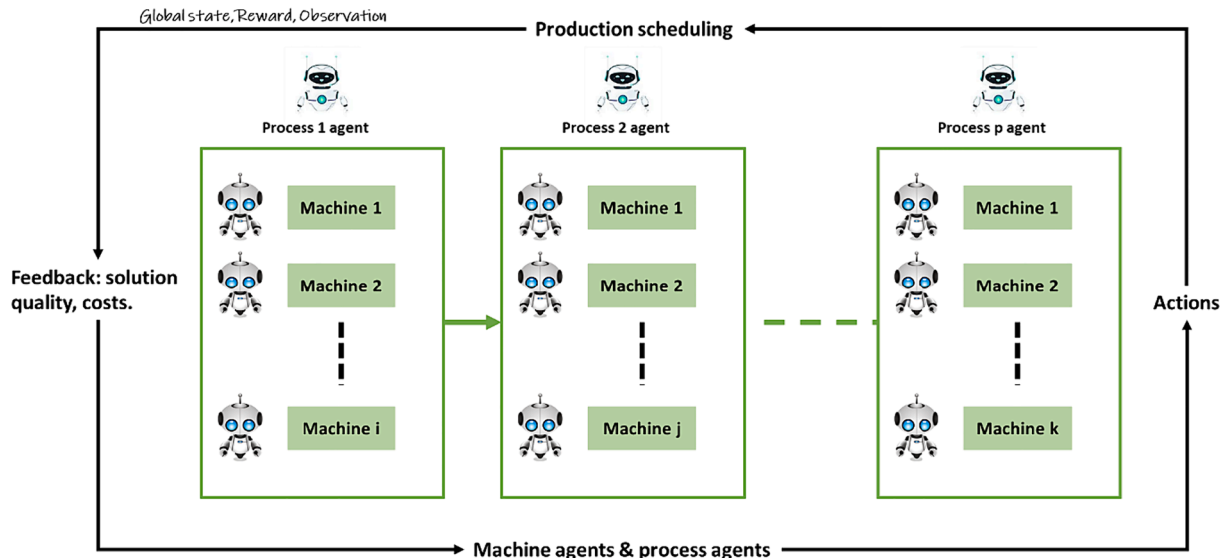 Global state, Reward, Observation
Production scheduling
Process 1 agent
Process 2 agent
Process p agent
Machine 1
Machine 1
Machine 1
Machine 2
Machine 2
Machine 2
Feedback: solution
quality, costs.
Actions
Machine i
Machine j
Machine k
Machine agents & process agents